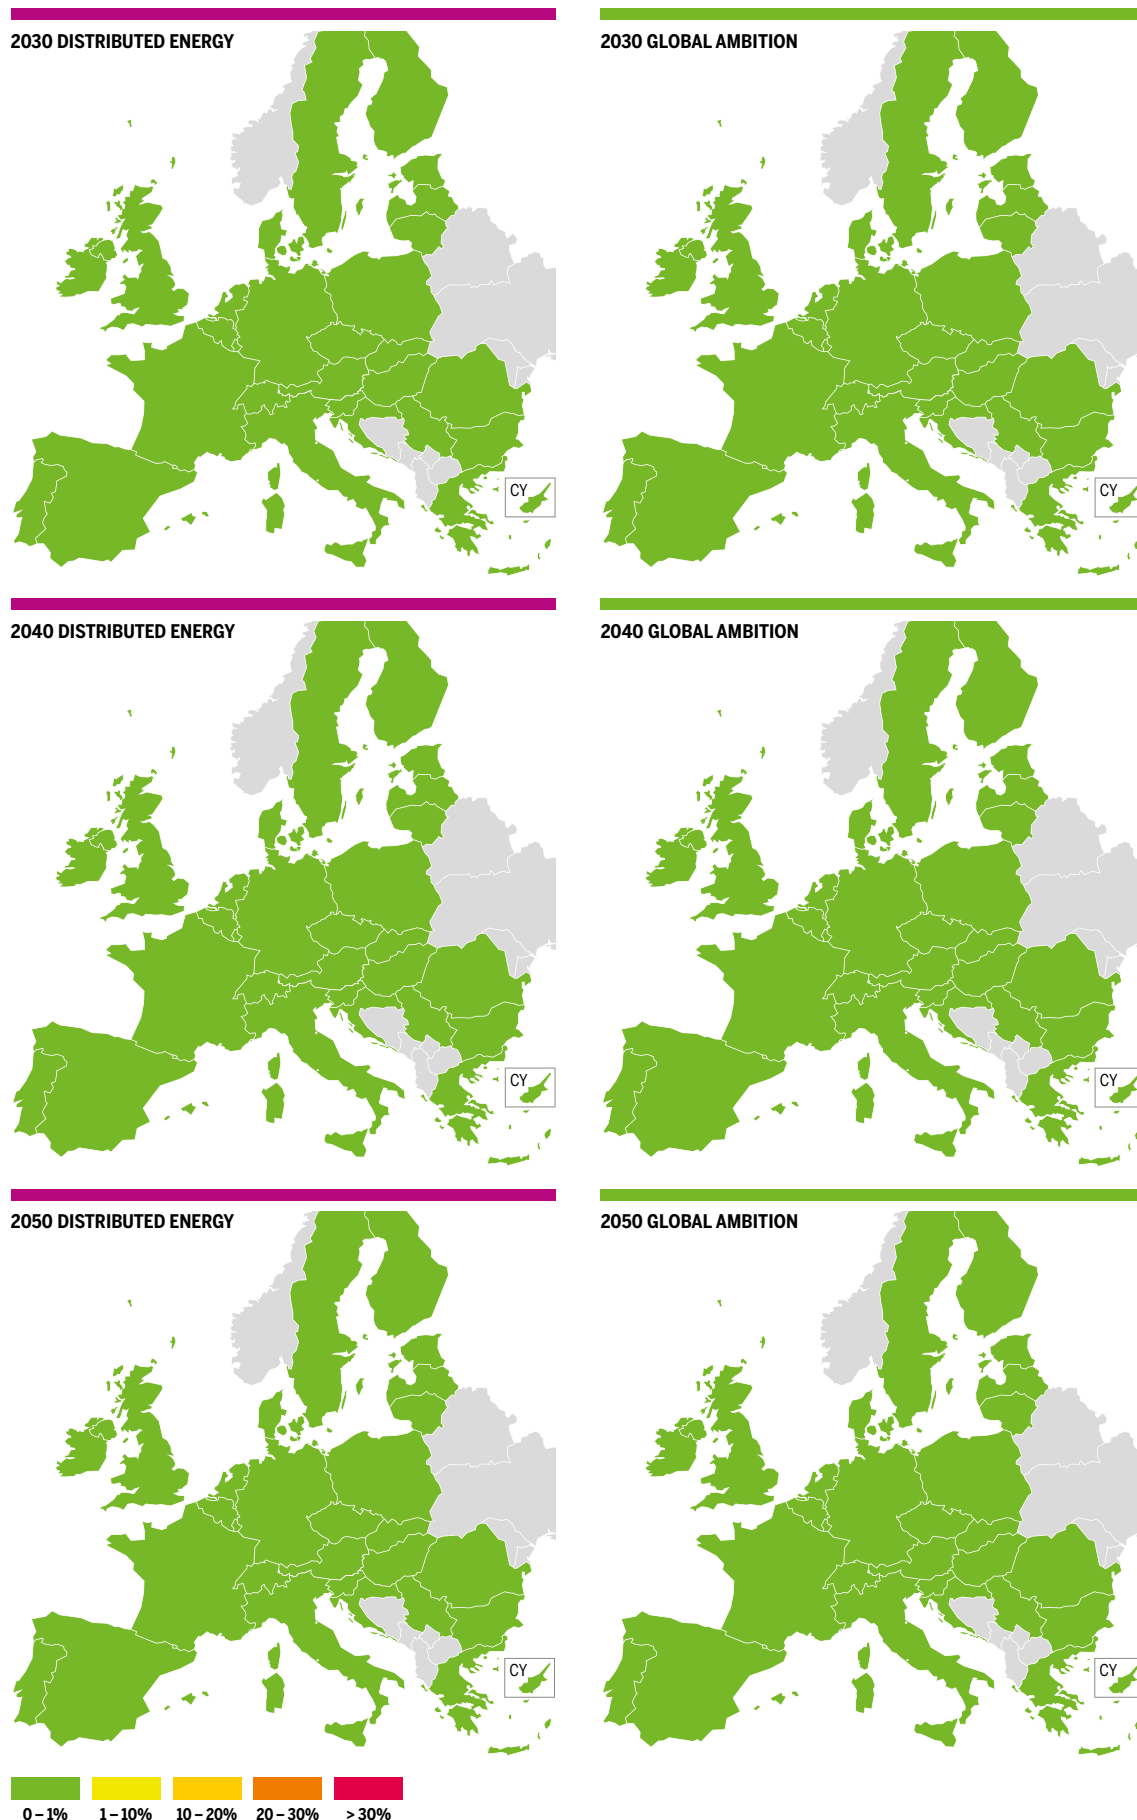 2030 DISTRIBUTED ENERGY
2030 GLOBAL AMBITION
CY
CY
2040 DISTRIBUTED ENERGY
2040 GLOBAL AMBITION
CY
CY
2050 DISTRIBUTED ENERGY
2050 GLOBAL AMBITION
CY
CY
0 – 1%
1 – 10%
10 – 20%
20 – 30%
> 30%